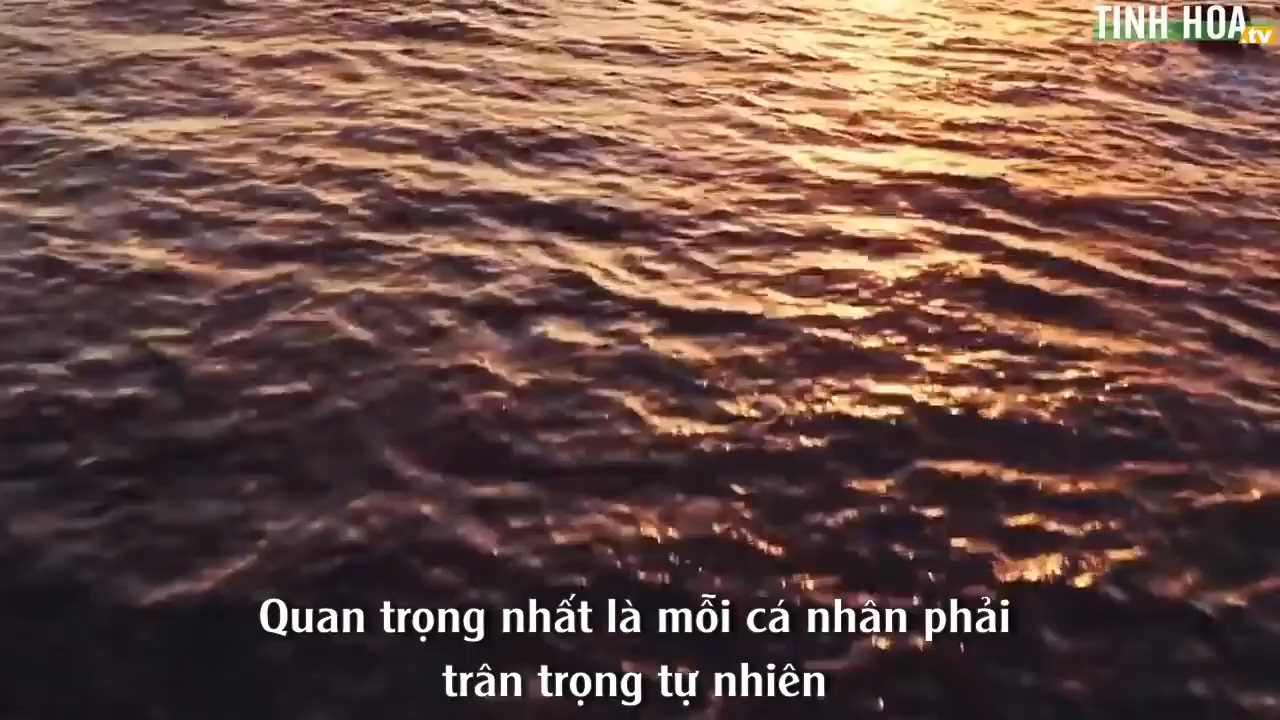 TINH HOA
.tv
Quan trọng nhất là mỗi cá nhân phải
trân trọng tự nhiên